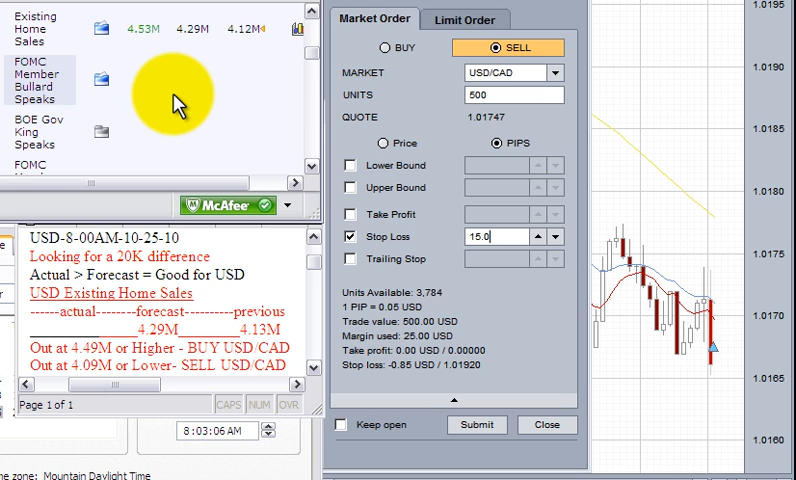 Existing
Home
Sales
4.53M 4.29M 4.12M
FOMC
Member
Bullard
Speaks
BOE Gov
King
Speaks
FOMC
McAfee
USD-8-00AM-10-25-10
Looking for a 20K difference
Actual > Forecast = Good for USD
USD Existing Home Sales
------actual--------forecast----------previous
____________4.29M_______4.13M
Out at 4.49M or Higher - BUY USD/CAD
Out at 4.09M or Lower- SELL USD/CAD
Page 1 of 1
CAPS NUM OVR
8:03:06 AM
me zone: Mountain Daylight Time
Market Order
Limit Order
BUY
SELL
MARKET USD/CAD
UNITS 500
QUOTE 1.01747
Price PIPS
Lower Bound
Upper Bound
Take Profit
Stop Loss 15.0
Trailing Stop
Units Available: 3,784
1 PIP = 0.05 USD
Trade value: 500.00 USD
Margin used: 25.00 USD
Take profit: 0.00 USD / 0.00000
Stop loss: -0.85 USD / 1.01920
Keep open
Submit
Close
1.0195
1.0190
1.0185
1.0180
1.0175
1.0170
1.0165
1.0160